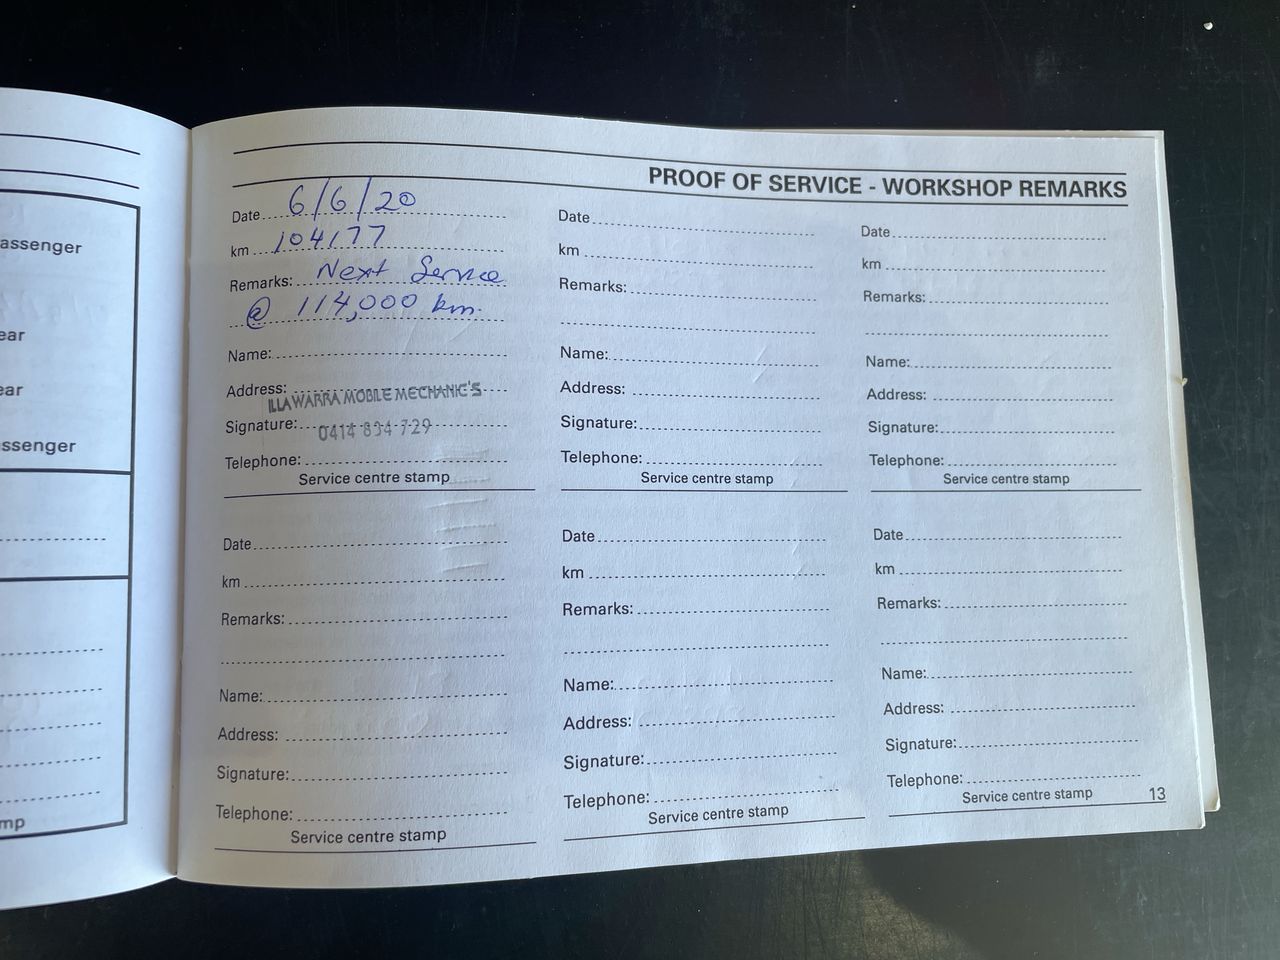 assenger
ear
ear
ssenger
mp
PROOF OF SERVICE - WORKSHOP REMARKS
Date 6/6/20
km 104177
Remarks: Next Service
@ 114,000 km.
Name:
Address:
ILLAWARRA MOBILE MECHANIC'S
Signature:
0414 834 729
Telephone:
Service centre stamp
Date
km
Remarks:
Name:
Address:
Signature:
Telephone:
Service centre stamp
Date
km
Remarks:
Name:
Address:
Signature:
Telephone:
Service centre stamp
Date
km
Remarks:
Name:
Address:
Signature:
Telephone:
Service centre stamp
Date
km
Remarks:
Name:
Address:
Signature:
Telephone:
Service centre stamp
Date
km
Remarks:
Name:
Address:
Signature:
Telephone:
Service centre stamp
13